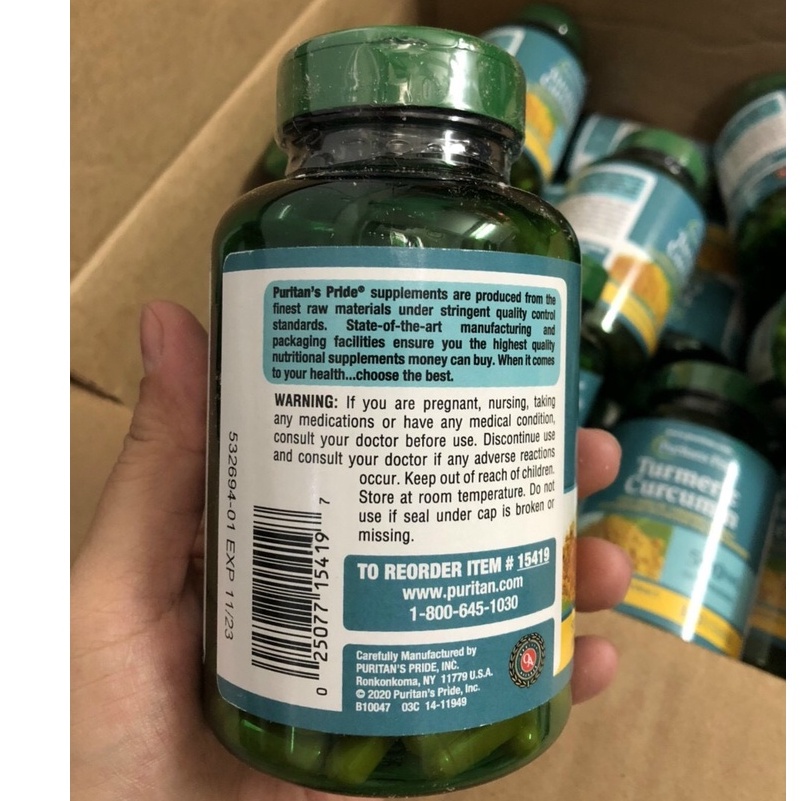 Puritan's Pride® supplements are produced from the
finest raw materials under stringent quality control
standards. State-of-the-art manufacturing and
packaging facilities ensure you the highest quality
nutritional supplements money can buy. When it comes
to your health...choose the best.
WARNING: If you are pregnant, nursing, taking
any medications or have any medical condition,
consult your doctor before use. Discontinue use
and consult your doctor if any adverse reactions
occur. Keep out of reach of children.
Store at room temperature. Do not
use if seal under cap is broken or
missing.
532694-01 EXP 11/23
0 25077 15419 7
TO REORDER ITEM # 15419
www.puritan.com
1-800-645-1030
Carefully Manufactured by
PURITAN'S PRIDE, INC.
Ronkonkoma, NY 11779 U.S.A.
© 2020 Puritan's Pride, Inc.
B10047 03C 14-11949
Turmeric
Curcumin